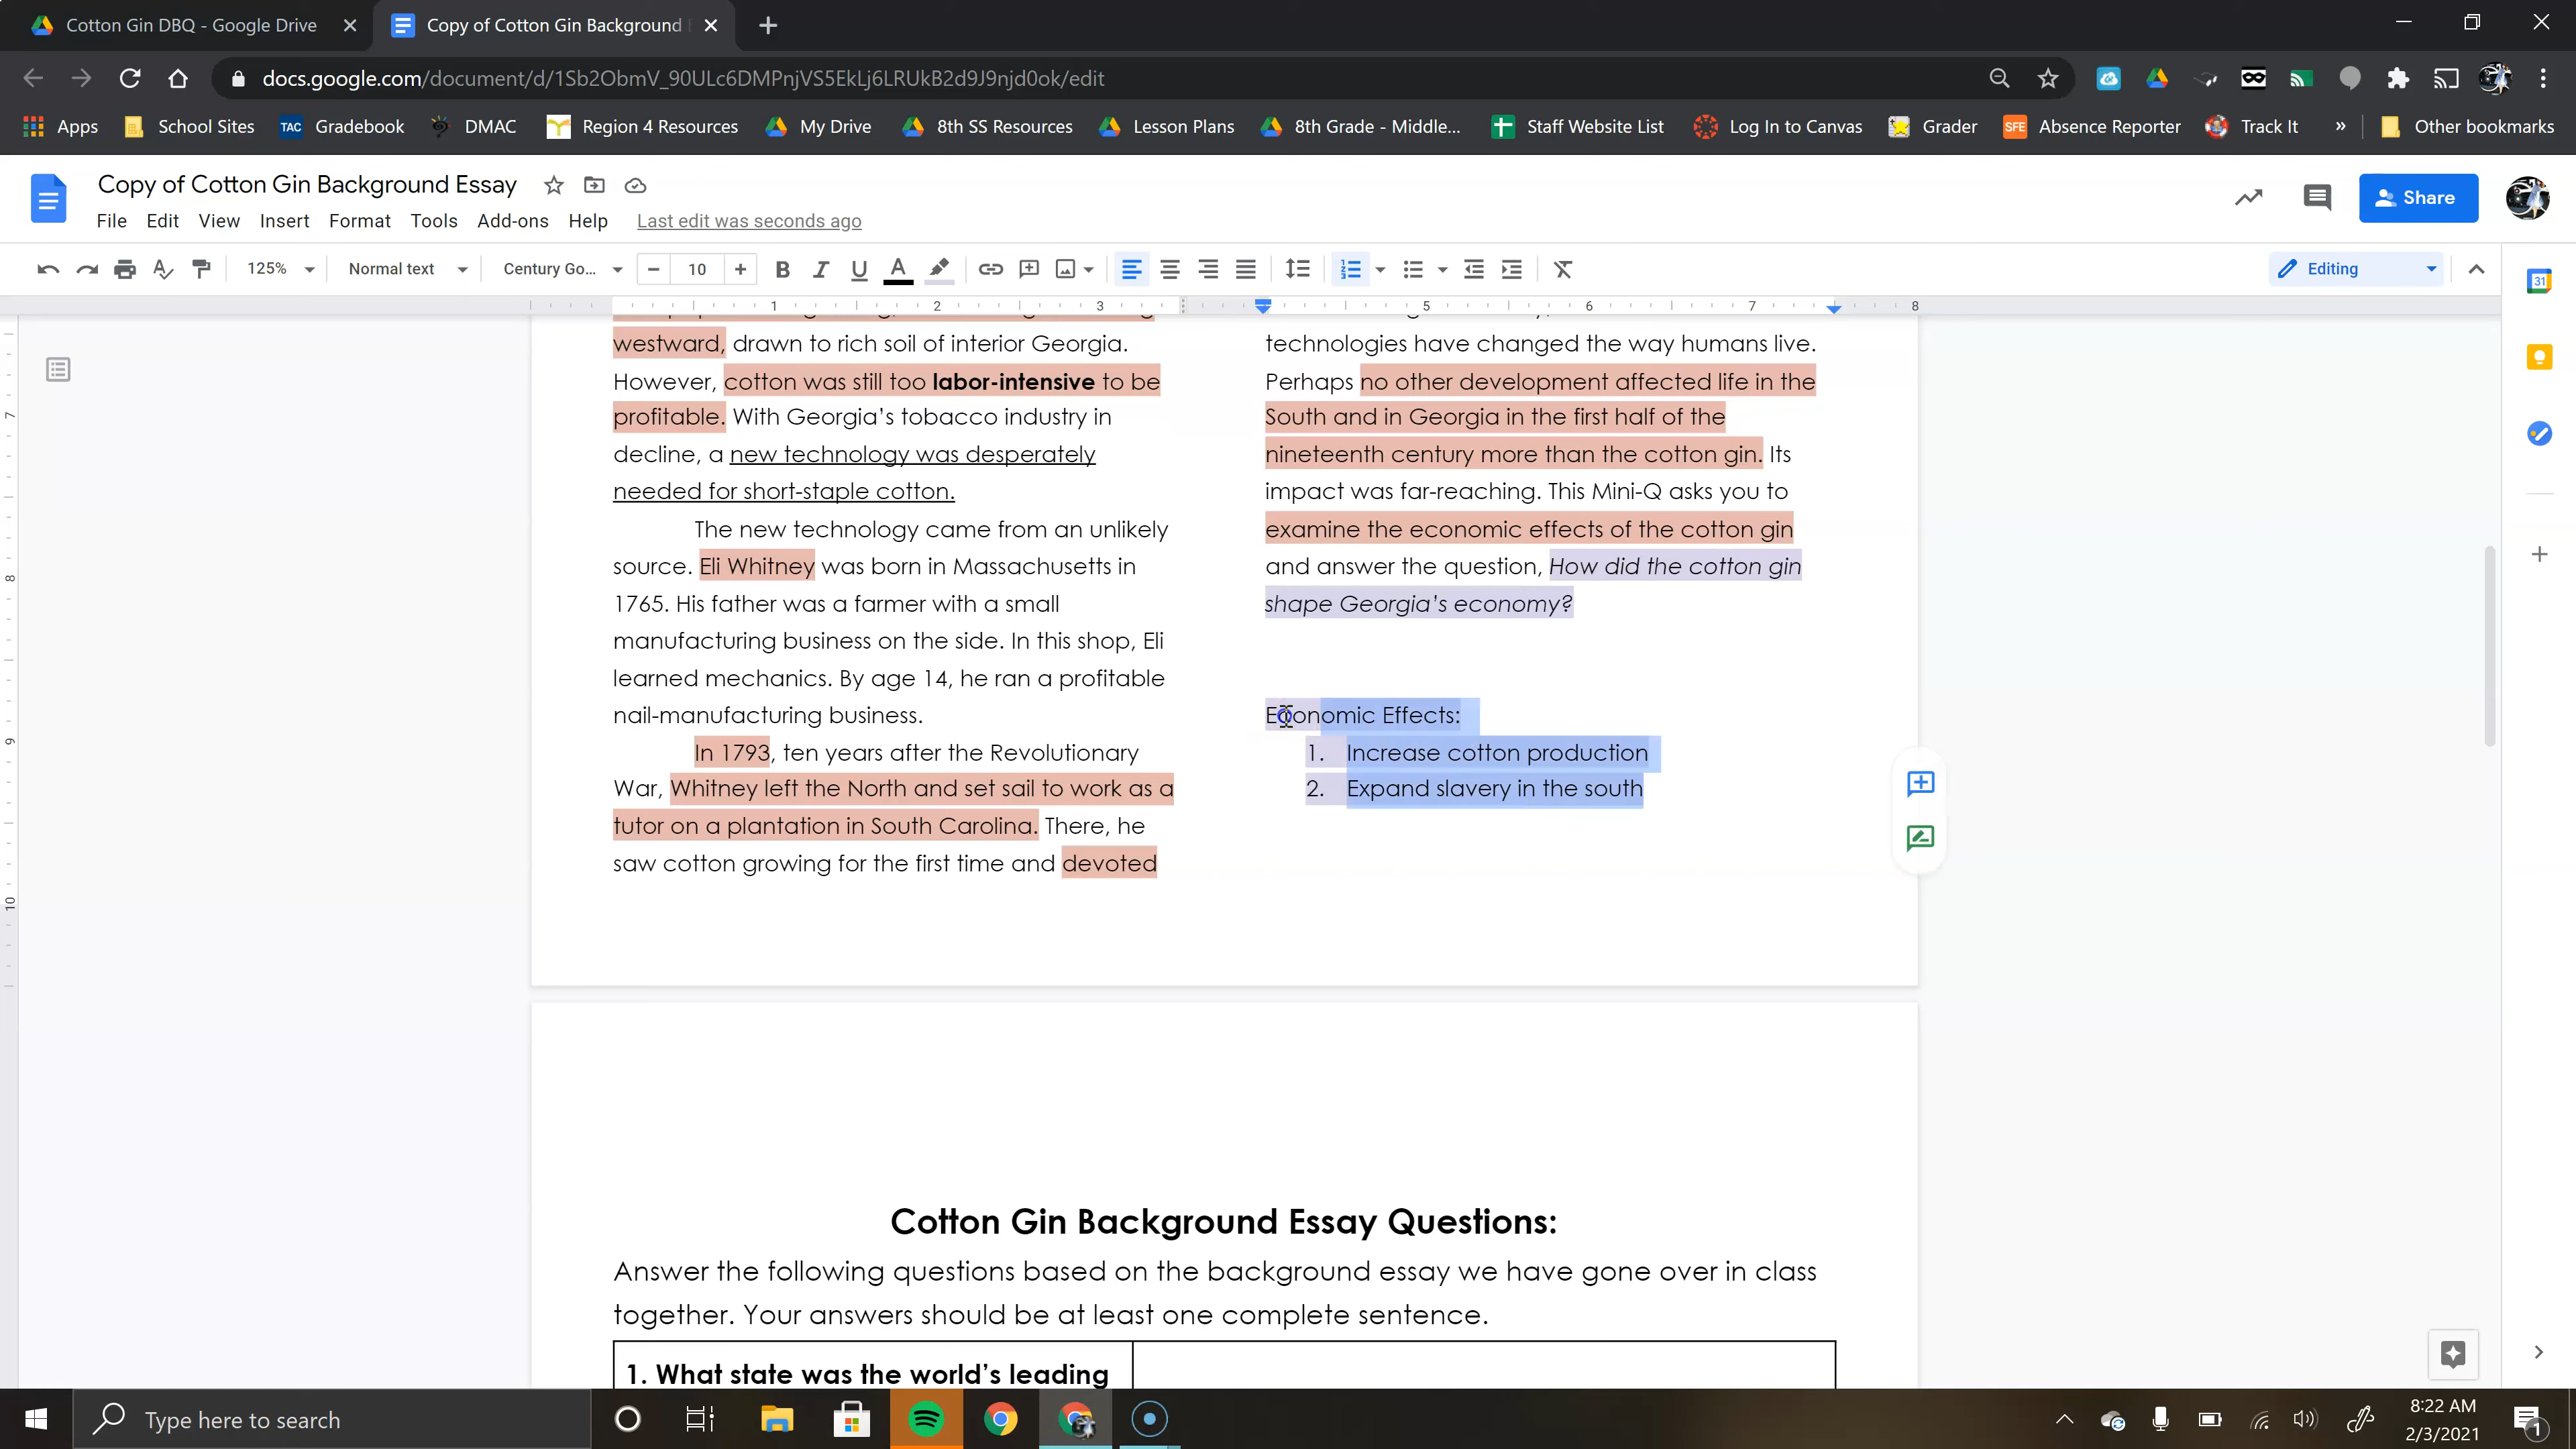 Cotton Gin DBQ - Google Drive
Copy of Cotton Gin Background
docs.google.com/document/d/1Sb2ObmV_90ULc6DMPnjVS5EkLj6LRUkB2d9J9njd0ok/edit
Apps School Sites TAC Gradebook DMAC Region 4 Resources My Drive 8th SS Resources Lesson Plans 8th Grade - Middle... Staff Website List Log In to Canvas Grader SFE Absence Reporter Track It » Other bookmarks
Copy of Cotton Gin Background Essay
Share
File Edit View Insert Format Tools Add-ons Help Last edit was seconds ago
125% Normal text Century Go... 10 B I U A Editing
31
1 2 3 5 6 7 8
7
8
9
10
westward, drawn to rich soil of interior Georgia.
However, cotton was still too labor-intensive to be
profitable. With Georgia's tobacco industry in
decline, a new technology was desperately
needed for short-staple cotton.
The new technology came from an unlikely
source. Eli Whitney was born in Massachusetts in
1765. His father was a farmer with a small
manufacturing business on the side. In this shop, Eli
learned mechanics. By age 14, he ran a profitable
nail-manufacturing business.
In 1793, ten years after the Revolutionary
War, Whitney left the North and set sail to work as a
tutor on a plantation in South Carolina. There, he
saw cotton growing for the first time and devoted
technologies have changed the way humans live.
Perhaps no other development affected life in the
South and in Georgia in the first half of the
nineteenth century more than the cotton gin. Its
impact was far-reaching. This Mini-Q asks you to
examine the economic effects of the cotton gin
and answer the question, How did the cotton gin
shape Georgia's economy?
Economic Effects:
1. Increase cotton production
2. Expand slavery in the south
Cotton Gin Background Essay Questions:
Answer the following questions based on the background essay we have gone over in class
together. Your answers should be at least one complete sentence.
1. What state was the world's leading
Type here to search
8:22 AM
2/3/2021
1